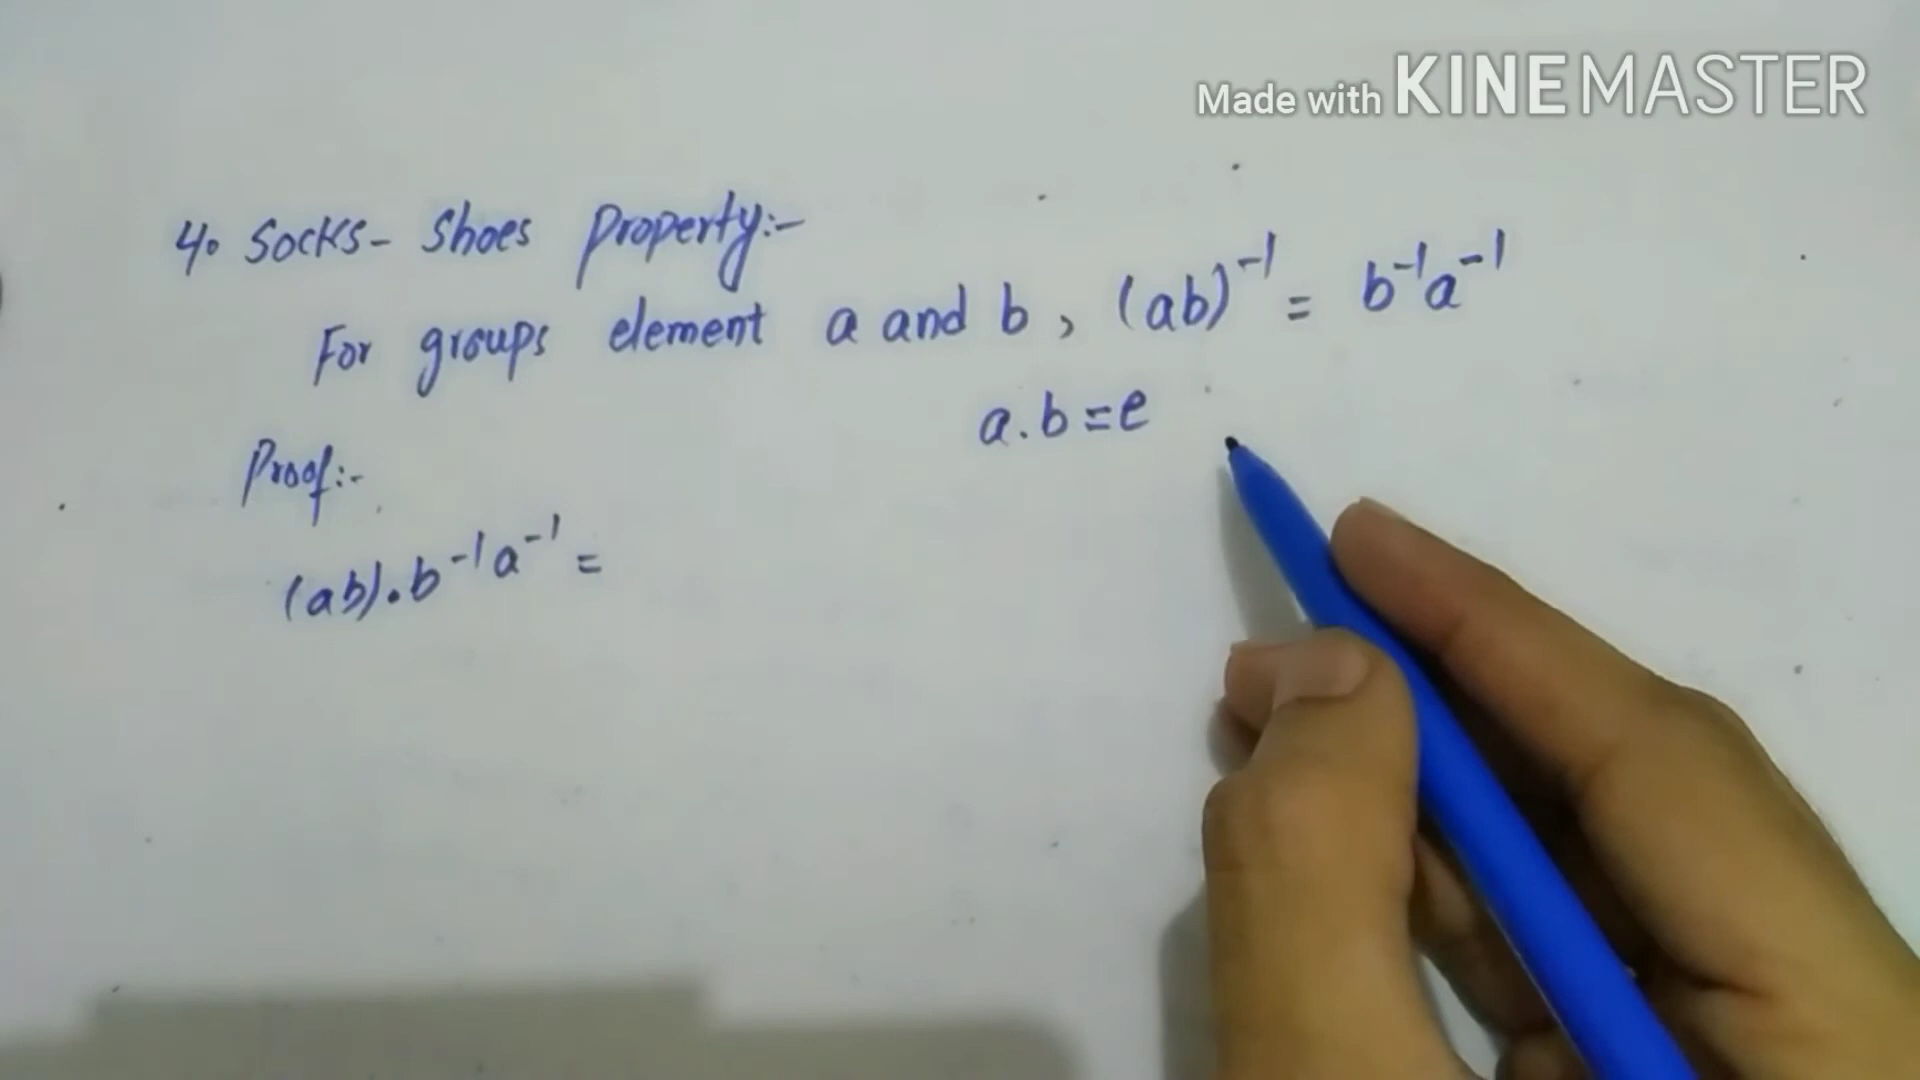 Made with KINEMASTER
4. Socks- Shoes Property:-
For groups element a and b, (ab)⁻¹ = b⁻¹a⁻¹
a.b=e
Proof:-
(ab).b⁻¹a⁻¹ =